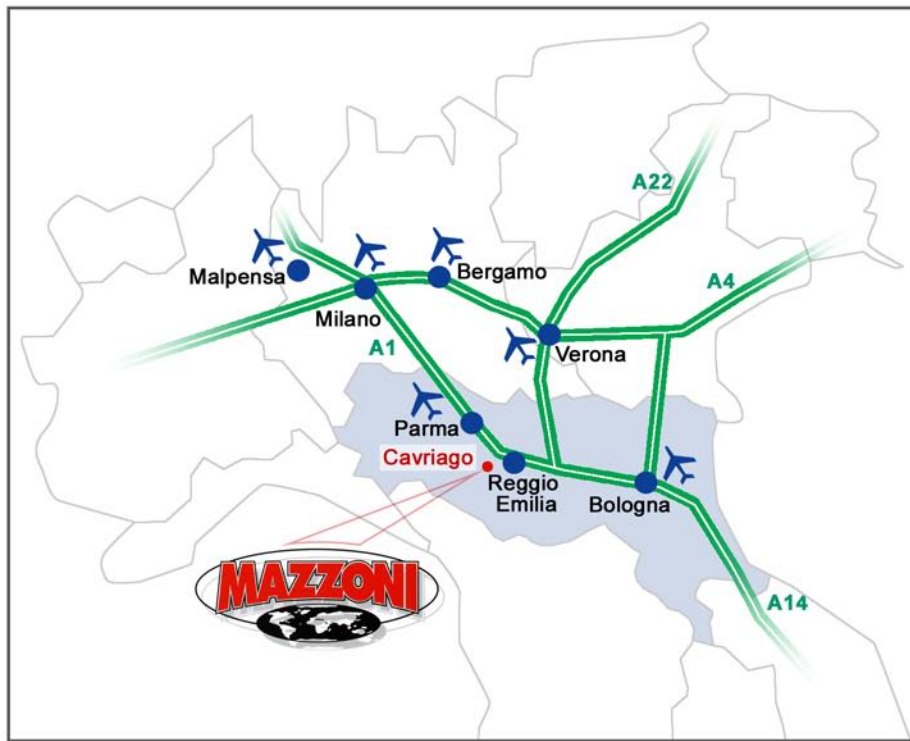 A22
Bergamo
Malpensa
A4
Milano
A1
Verona
Parma
Cavriago
Reggio
Emilia
Bologna
MAZZONI
A14